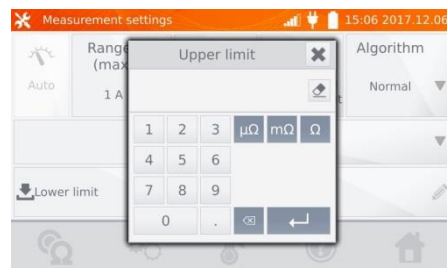 Measurement settings 15:06 2017.12.06
Range
(max
1 A
Auto
Upper limit
Algorithm
Normal
1 2 3 µΩ mΩ Ω
4 5 6
7 8 9
0 .
Lower limit